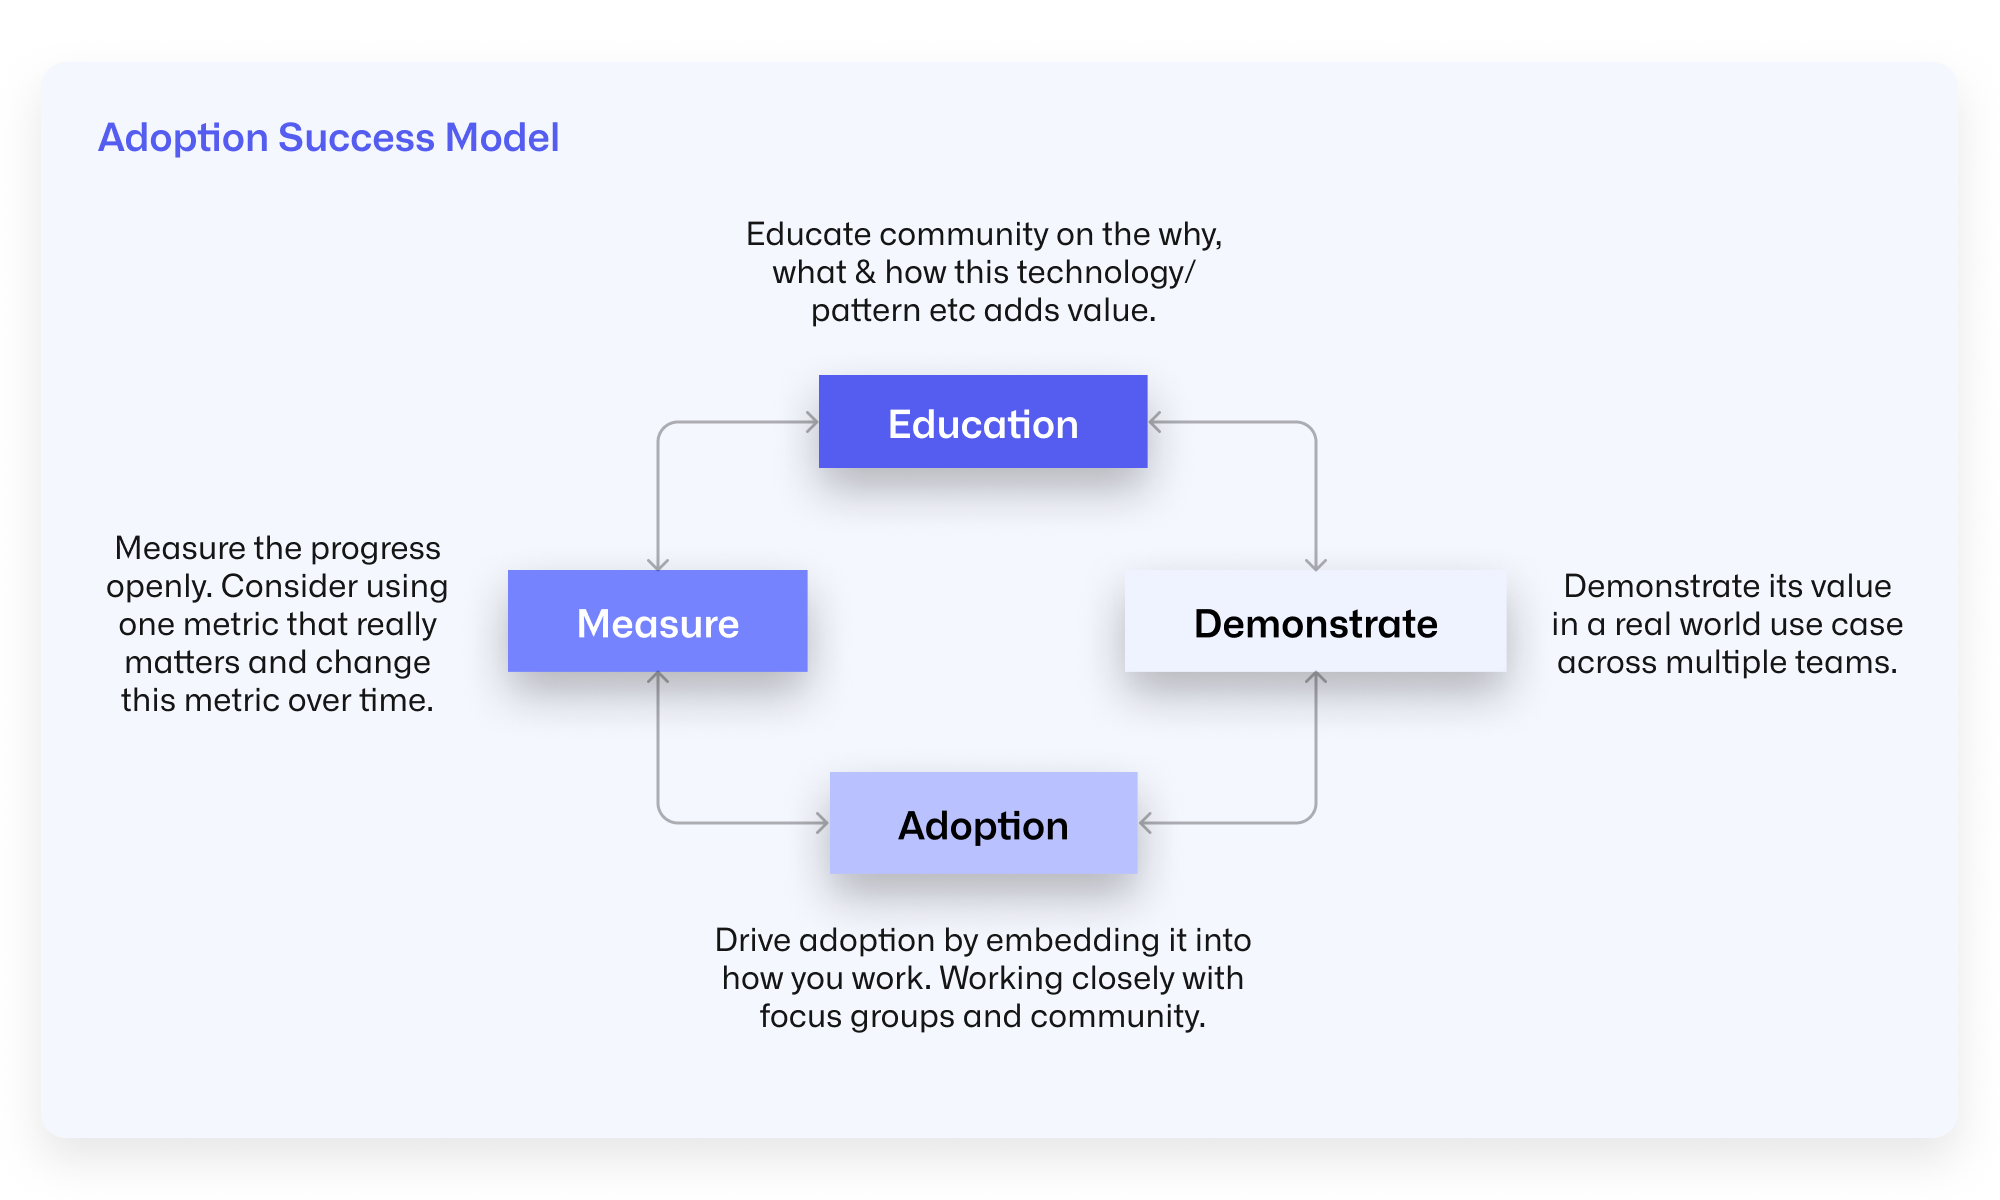 Adoption Success Model
Educate community on the why,
what & how this technology/
pattern etc adds value.
Education
Measure the progress
openly. Consider using
one metric that really
matters and change
this metric over time.
Measure
Demonstrate
Demonstrate its value
in a real world use case
across multiple teams.
Adoption
Drive adoption by embedding it into
how you work. Working closely with
focus groups and community.